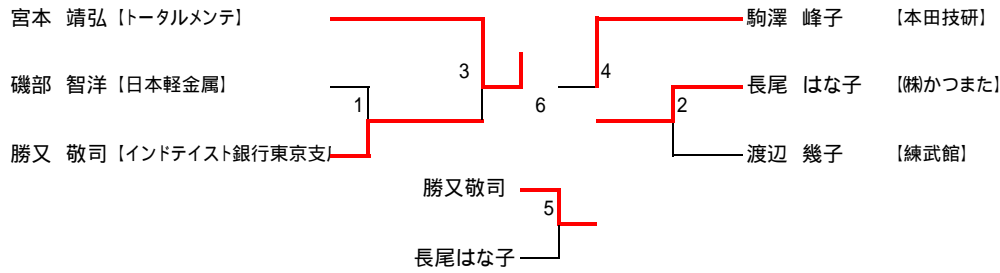 宮本 靖弘【トータルメンテ】
駒澤 峰子 【本田技研】
3
4
磯部 智洋【日本軽金属】
長尾 はな子 【㈱かつまた】
1
6
2
勝又 敬司【インドテイスト銀行東京支
渡辺 幾子 【練武館】
勝又敬司
5
長尾はな子